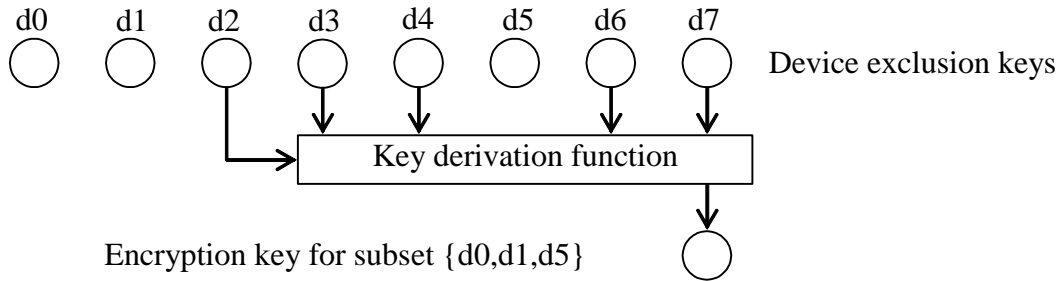 d0 d1 d2 d3 d4 d5 d6 d7
Device exclusion keys
Key derivation function
Encryption key for subset {d0,d1,d5}